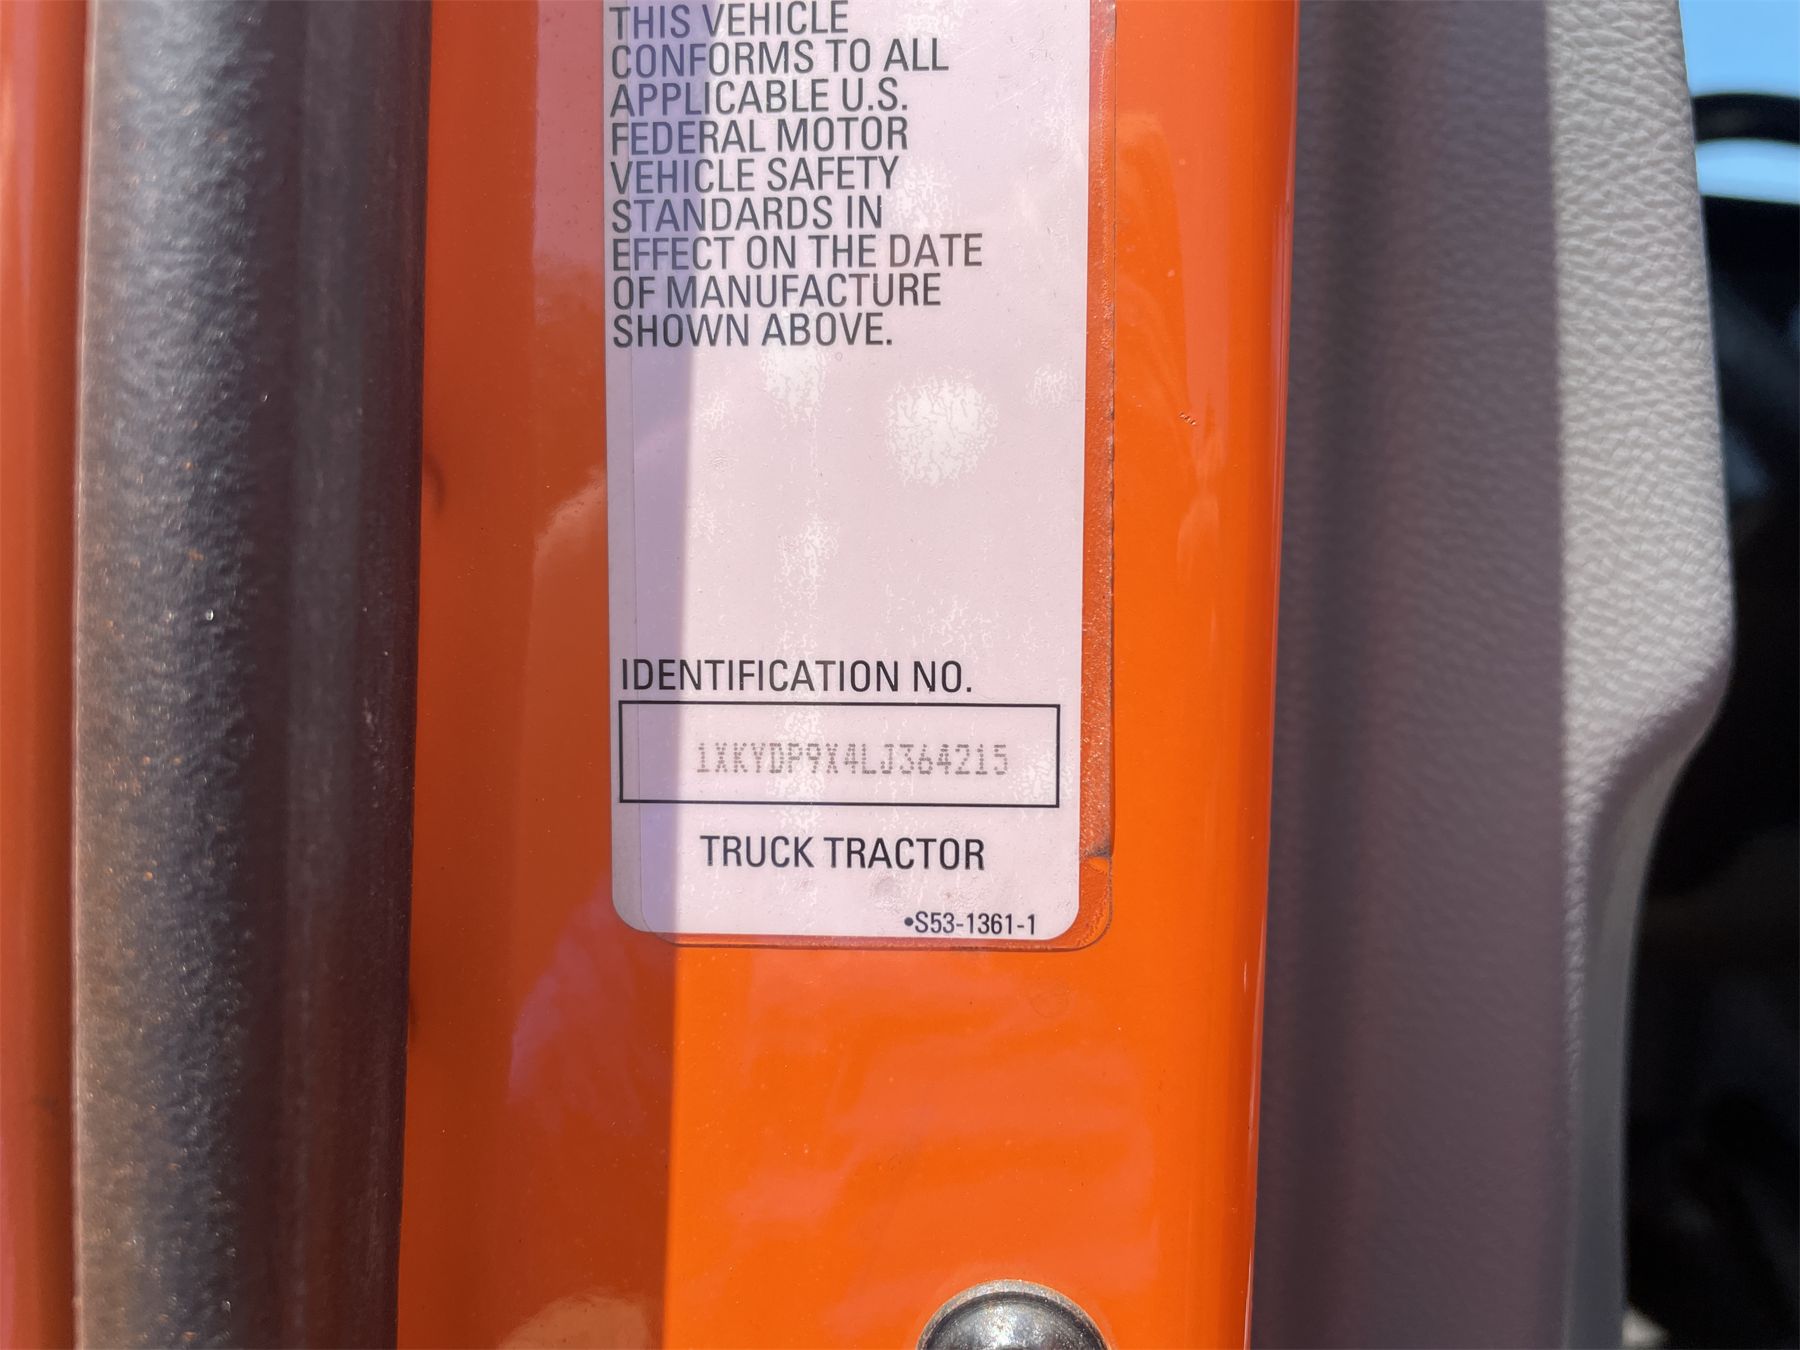 THIS VEHICLE
CONFORMS TO ALL
APPLICABLE U.S.
FEDERAL MOTOR
VEHICLE SAFETY
STANDARDS IN
EFFECT ON THE DATE
OF MANUFACTURE
SHOWN ABOVE.
IDENTIFICATION NO.
1XKYDP9X4LJ364215
TRUCK TRACTOR
•S53-1361-1